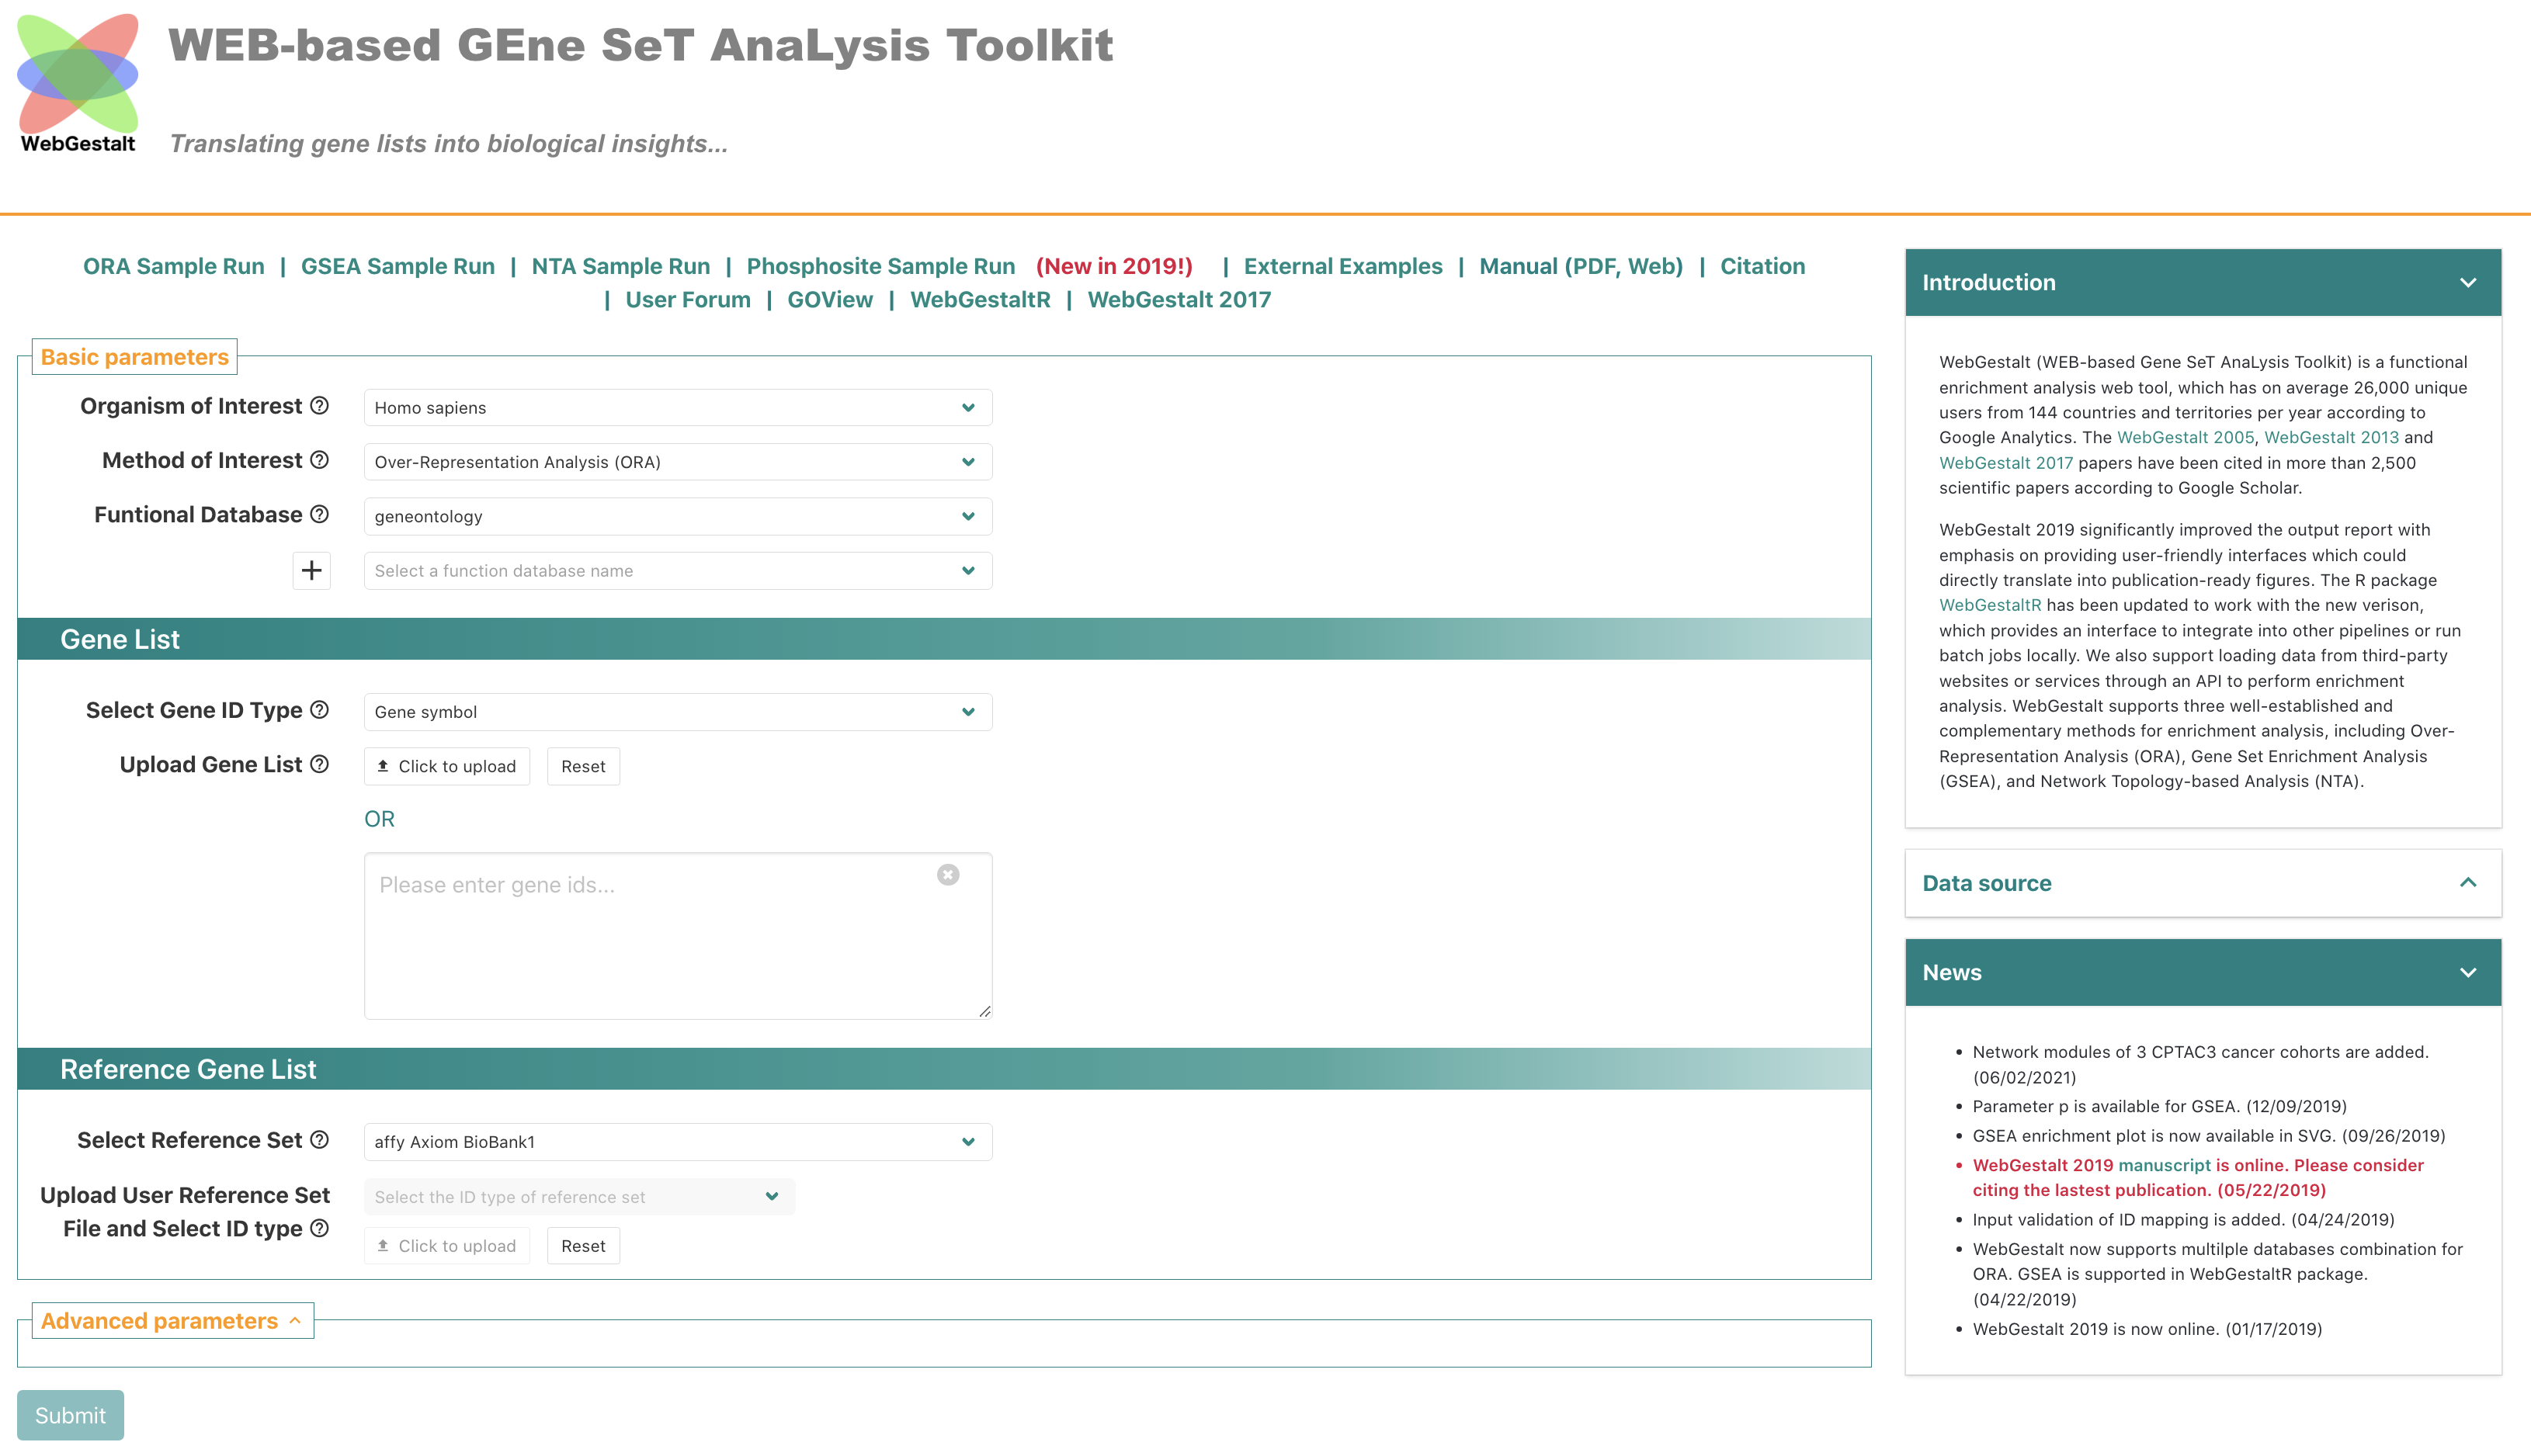 WebGestalt
WEB-based GEne SeT AnaLysis Toolkit
Translating gene lists into biological insights...
ORA Sample Run | GSEA Sample Run | NTA Sample Run | Phosphosite Sample Run (New in 2019!) | External Examples | Manual (PDF, Web) | Citation
| User Forum | GOView | WebGestaltR | WebGestalt 2017
Basic parameters
Organism of Interest
Homo sapiens
Method of Interest
Over-Representation Analysis (ORA)
Funtional Database
geneontology
Select a function database name
Gene List
Select Gene ID Type
Gene symbol
Upload Gene List
Click to upload
Reset
OR
Please enter gene ids...
Reference Gene List
Select Reference Set
affy Axiom BioBank1
Upload User Reference Set
File and Select ID type
Select the ID type of reference set
Click to upload
Reset
Advanced parameters
Submit
Introduction
WebGestalt (WEB-based Gene SeT AnaLysis Toolkit) is a functional
enrichment analysis web tool, which has on average 26,000 unique
users from 144 countries and territories per year according to
Google Analytics. The WebGestalt 2005, WebGestalt 2013 and
WebGestalt 2017 papers have been cited in more than 2,500
scientific papers according to Google Scholar.
WebGestalt 2019 significantly improved the output report with
emphasis on providing user-friendly interfaces which could
directly translate into publication-ready figures. The R package
WebGestaltR has been updated to work with the new verison,
which provides an interface to integrate into other pipelines or run
batch jobs locally. We also support loading data from third-party
websites or services through an API to perform enrichment
analysis. WebGestalt supports three well-established and
complementary methods for enrichment analysis, including Over-
Representation Analysis (ORA), Gene Set Enrichment Analysis
(GSEA), and Network Topology-based Analysis (NTA).
Data source
News
• Network modules of 3 CPTAC3 cancer cohorts are added.
(06/02/2021)
• Parameter p is available for GSEA. (12/09/2019)
• GSEA enrichment plot is now available in SVG. (09/26/2019)
• WebGestalt 2019 manuscript is online. Please consider
citing the lastest publication. (05/22/2019)
• Input validation of ID mapping is added. (04/24/2019)
• WebGestalt now supports multilple databases combination for
ORA. GSEA is supported in WebGestaltR package.
(04/22/2019)
• WebGestalt 2019 is now online. (01/17/2019)